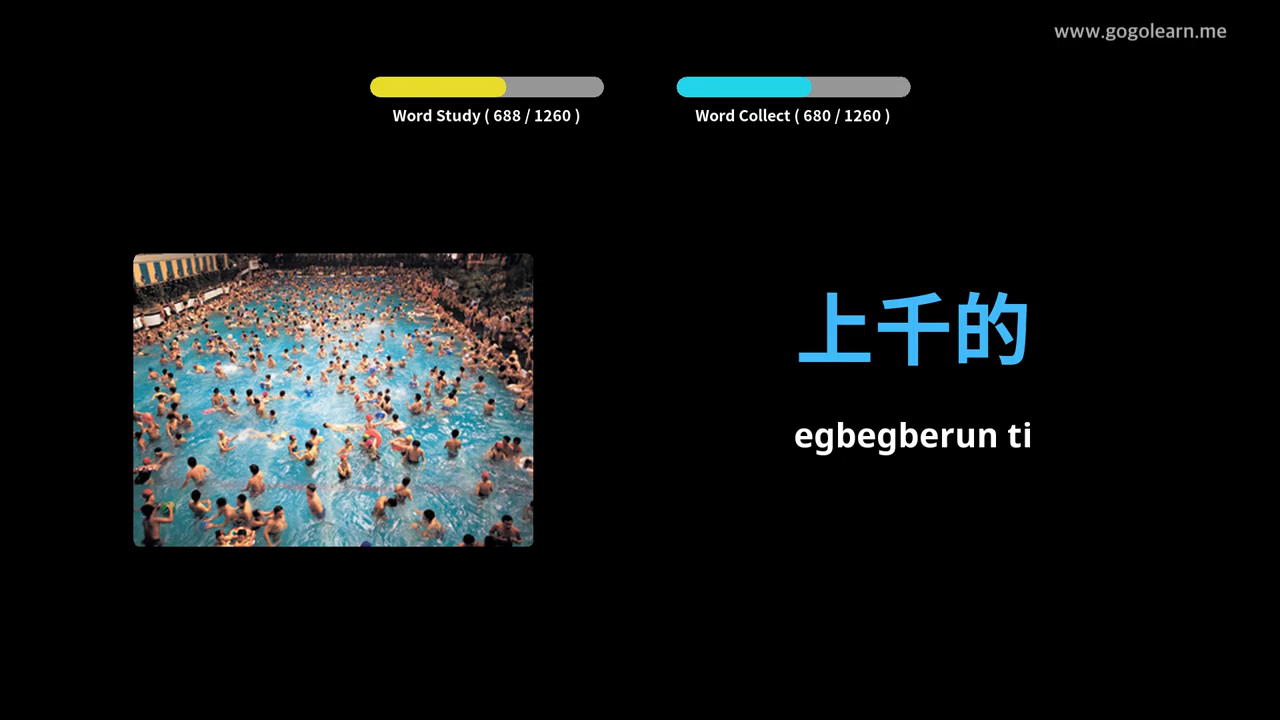 www.gogolearn.me
Word Study ( 688 / 1260 )
Word Collect ( 680 / 1260 )
上千的
egbegberun ti